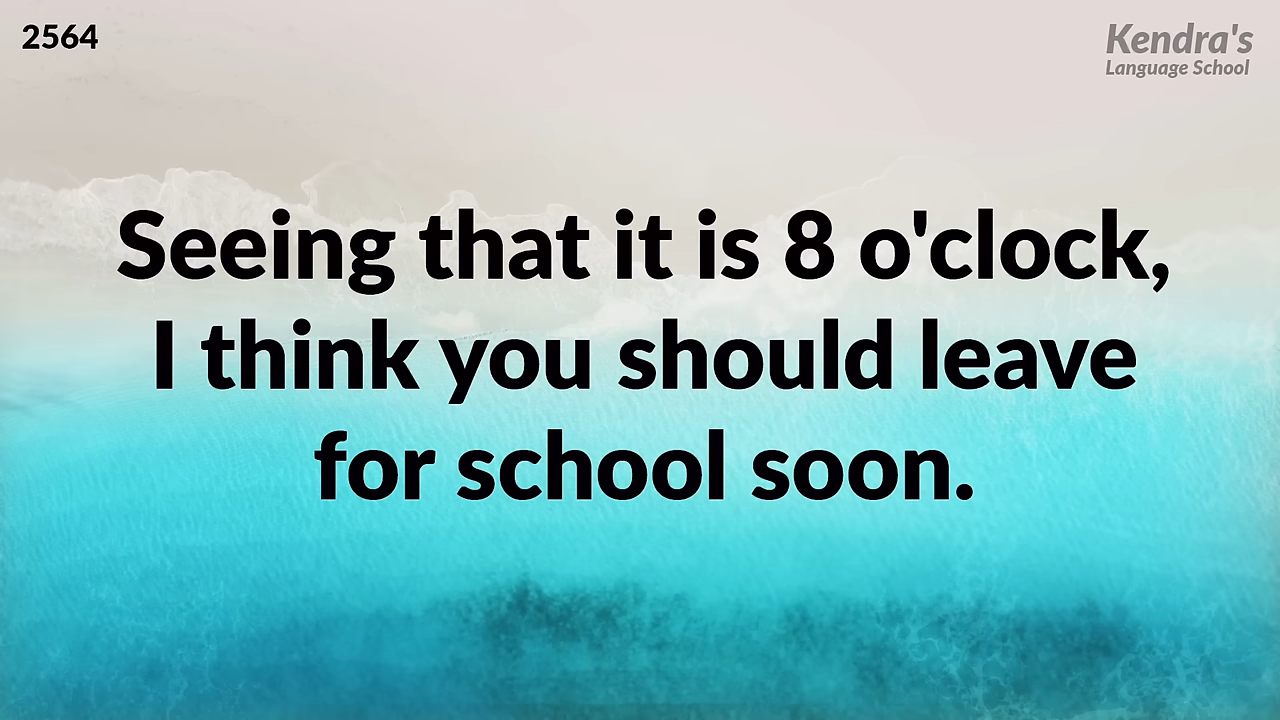 2564
Kendra's
Language School
Seeing that it is 8 o'clock,
I think you should leave
for school soon.